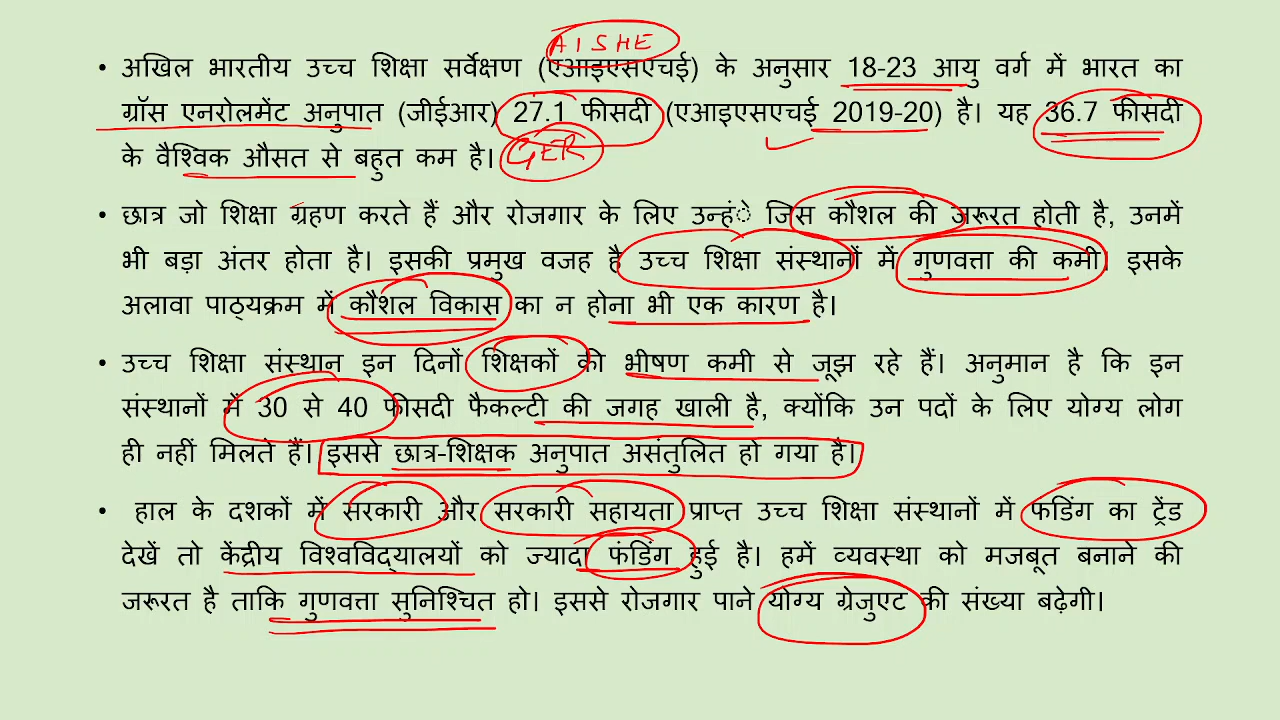 AISHE
• अखिल भारतीय उच्च शिक्षा सर्वेक्षण (एआइएसएचई) के अनुसार 18-23 आयु वर्ग में भारत का
ग्रॉस एनरोलमेंट अनुपात (जीईआर) 27.1 फीसदी (एआइएसएचई 2019-20) है। यह 36.7 फीसदी
के वैश्विक औसत से बहुत कम है। GER
• छात्र जो शिक्षा ग्रहण करते हैं और रोजगार के लिए उन्हंे जिस कौशल की जरूरत होती है, उनमें
भी बड़ा अंतर होता है। इसकी प्रमुख वजह है उच्च शिक्षा संस्थानों में गुणवत्ता की कमी। इसके
अलावा पाठ्यक्रम में कौशल विकास का न होना भी एक कारण है।
• उच्च शिक्षा संस्थान इन दिनों शिक्षकों की भीषण कमी से जूझ रहे हैं। अनुमान है कि इन
संस्थानों में 30 से 40 फीसदी फैकल्टी की जगह खाली है, क्योंकि उन पदों के लिए योग्य लोग
ही नहीं मिलते हैं। इससे छात्र-शिक्षक अनुपात असंतुलित हो गया है।
• हाल के दशकों में सरकारी और सरकारी सहायता प्राप्त उच्च शिक्षा संस्थानों में फंडिंग का ट्रेंड
देखें तो केंद्रीय विश्वविद्यालयों को ज्यादा फंडिंग हुई है। हमें व्यवस्था को मजबूत बनाने की
जरूरत है ताकि गुणवत्ता सुनिश्चित हो। इससे रोजगार पाने योग्य ग्रेजुएट की संख्या बढ़ेगी।